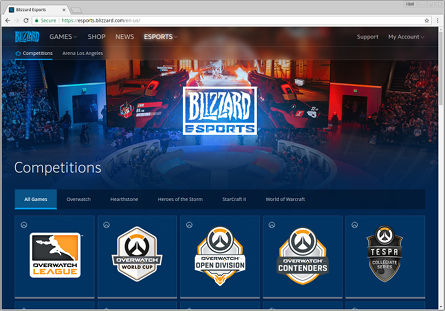 Blizzard Esports
Secure https://esports.blizzard.com/en-us/
BLIZZARD GAMES SHOP NEWS ESPORTS Support My Account
Competitions Arena Los Angeles
BLIZZARD
ESPORTS
Competitions
All Games Overwatch Hearthstone Heroes of the Storm StarCraft II World of Warcraft
OVERWATCH
LEAGUE
OVERWATCH
WORLD CUP
OVERWATCH
OPEN DIVISION
OVERWATCH
CONTENDERS
TESPA
COLLEGIATE
SERIES